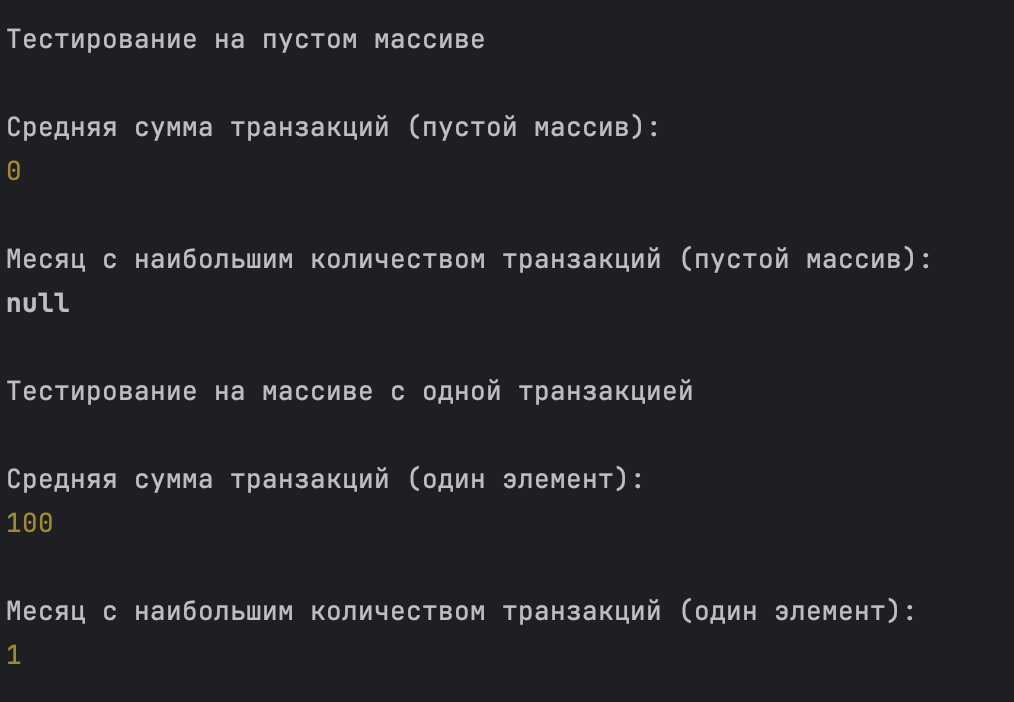 Тестирование на пустом массиве
Средняя сумма транзакций (пустой массив):
0
Месяц с наибольшим количеством транзакций (пустой массив):
null
Тестирование на массиве с одной транзакцией
Средняя сумма транзакций (один элемент):
100
Месяц с наибольшим количеством транзакций (один элемент):
1